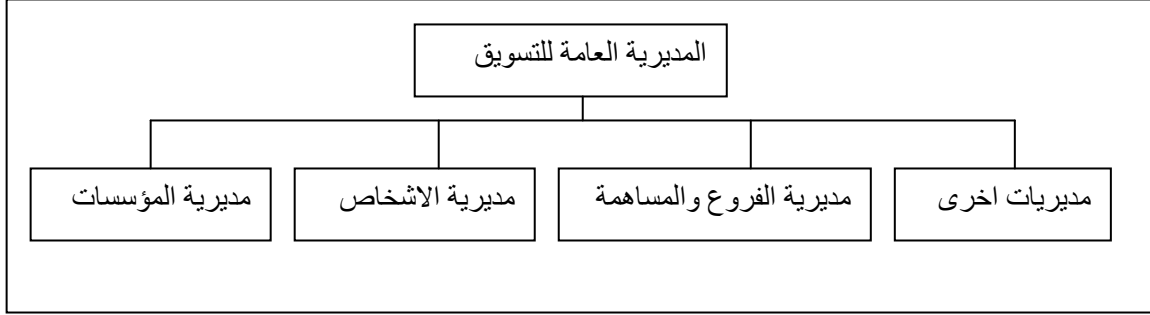 المديرية العامة للتسويق
مديريات اخرى
مديرية الفروع والمساهمة
مديرية الاشخاص
مديرية المؤسسات